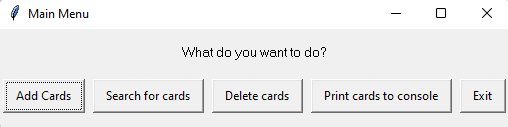 Main Menu
What do you want to do?
Add Cards Search for cards Delete cards Print cards to console Exit